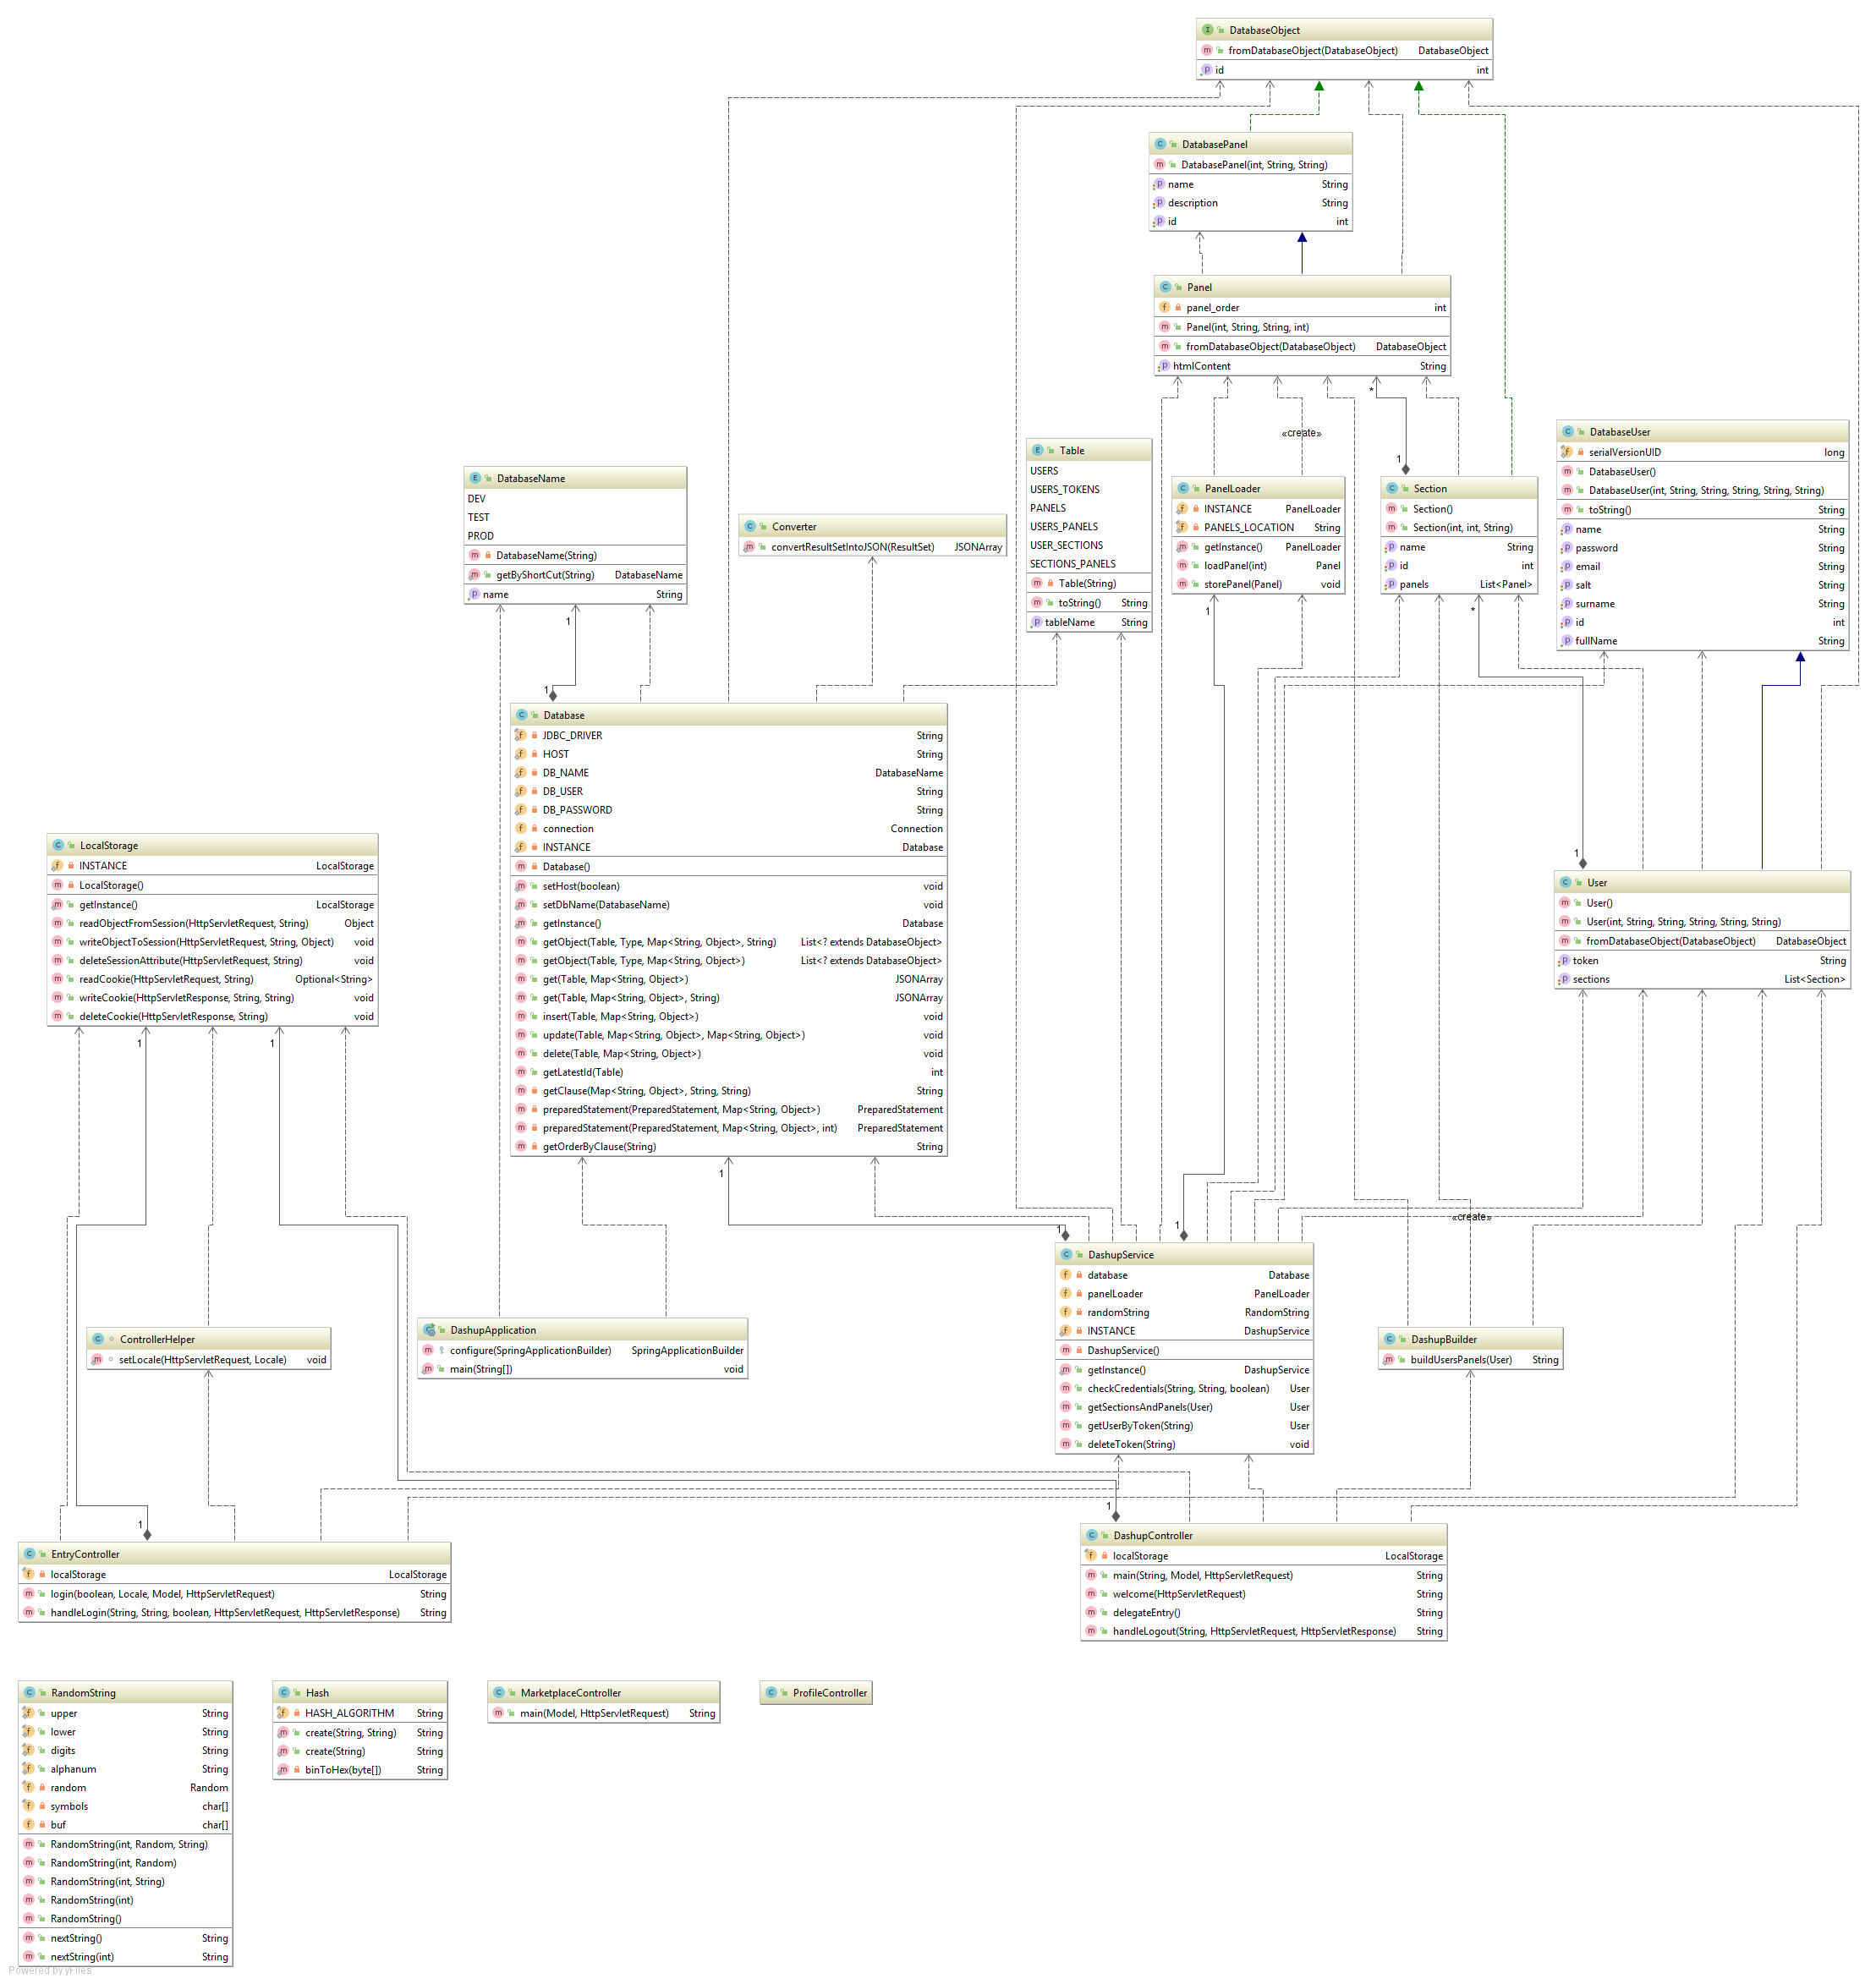 DatabaseObject
fromDatabaseObject(DatabaseObject) DatabaseObject
id int
DatabasePanel
DatabasePanel(int, String, String)
name String
description String
id int
Panel
panel_order int
Panel(int, String, String, int)
fromDatabaseObject(DatabaseObject) DatabaseObject
htmlContent String
*
«create»
1
DatabaseUser
serialVersionUID long
DatabaseUser()
DatabaseUser(int, String, String, String, String, String)
toString() String
name String
password String
email String
salt String
surname String
id int
fullName String
Table
USERS
USERS_TOKENS
PANELS
USERS_PANELS
USER_SECTIONS
SECTIONS_PANELS
Table(String)
toString() String
tableName String
DatabaseName
DEV
TEST
PROD
DatabaseName(String)
getByShortCut(String) DatabaseName
name String
PanelLoader
INSTANCE PanelLoader
PANELS_LOCATION String
getInstance() PanelLoader
loadPanel(int) Panel
storePanel(Panel) void
Section
Section()
Section(int, int, String)
name String
id int
panels List<Panel>
Converter
convertResultSetIntoJSON(ResultSet) JSONArray
1
1
*
1
Database
JDBC_DRIVER String
HOST String
DB_NAME DatabaseName
DB_USER String
DB_PASSWORD String
connection Connection
INSTANCE Database
Database()
setHost(boolean) void
setDbName(DatabaseName) void
getInstance() Database
getObject(Table, Type, Map<String, Object>, String) List<? extends DatabaseObject>
getObject(Table, Type, Map<String, Object>) List<? extends DatabaseObject>
get(Table, Map<String, Object>) JSONArray
get(Table, Map<String, Object>, String) JSONArray
insert(Table, Map<String, Object>) void
update(Table, Map<String, Object>, Map<String, Object>) void
delete(Table, Map<String, Object>) void
getLatestId(Table) int
getClause(Map<String, Object>, String, String) String
preparedStatement(PreparedStatement, Map<String, Object>) PreparedStatement
preparedStatement(PreparedStatement, Map<String, Object>, int) PreparedStatement
getOrderByClause(String) String
LocalStorage
INSTANCE LocalStorage
LocalStorage()
getInstance() LocalStorage
readObjectFromSession(HttpServletRequest, String) Object
writeObjectToSession(HttpServletRequest, String, Object) void
deleteSessionAttribute(HttpServletRequest, String) void
readCookie(HttpServletRequest, String) Optional<String>
writeCookie(HttpServletResponse, String, String) void
deleteCookie(HttpServletResponse, String) void
1
User
User()
User(int, String, String, String, String, String)
fromDatabaseObject(DatabaseObject) DatabaseObject
token String
sections List<Section>
1
1
1
1
1
«create»
DashupService
database Database
panelLoader PanelLoader
randomString RandomString
INSTANCE DashupService
DashupService()
getInstance() DashupService
checkCredentials(String, String, boolean) User
getSectionsAndPanels(User) User
getUserByToken(String) User
deleteToken(String) void
DashupApplication
configure(SpringApplicationBuilder) SpringApplicationBuilder
main(String[]) void
ControllerHelper
setLocale(HttpServletRequest, Locale) void
DashupBuilder
buildUsersPanels(User) String
1
1
DashupController
localStorage LocalStorage
main(String, Model, HttpServletRequest) String
welcome(HttpServletRequest) String
delegateEntry() String
handleLogout(String, HttpServletRequest, HttpServletResponse) String
EntryController
localStorage LocalStorage
login(boolean, Locale, Model, HttpServletRequest) String
handleLogin(String, String, boolean, HttpServletRequest, HttpServletResponse) String
RandomString
upper String
lower String
digits String
alphanum String
random Random
symbols char[]
buf char[]
RandomString(int, Random, String)
RandomString(int, Random)
RandomString(int, String)
RandomString(int)
RandomString()
nextString() String
nextString(int) String
Hash
HASH_ALGORITHM String
create(String, String) String
create(String) String
binToHex(byte[]) String
MarketplaceController
main(Model, HttpServletRequest) String
ProfileController
Powered by yFiles